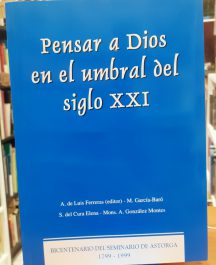 Pensar a Dios
en el umbral del
siglo XXI
A. de Luis Ferreras (editor) - M. García-Baró
S. del Cura Elena - Mons. A. González Montes
BICENTENARIO DEL SEMINARIO DE ASTORGA
1799 - 1999